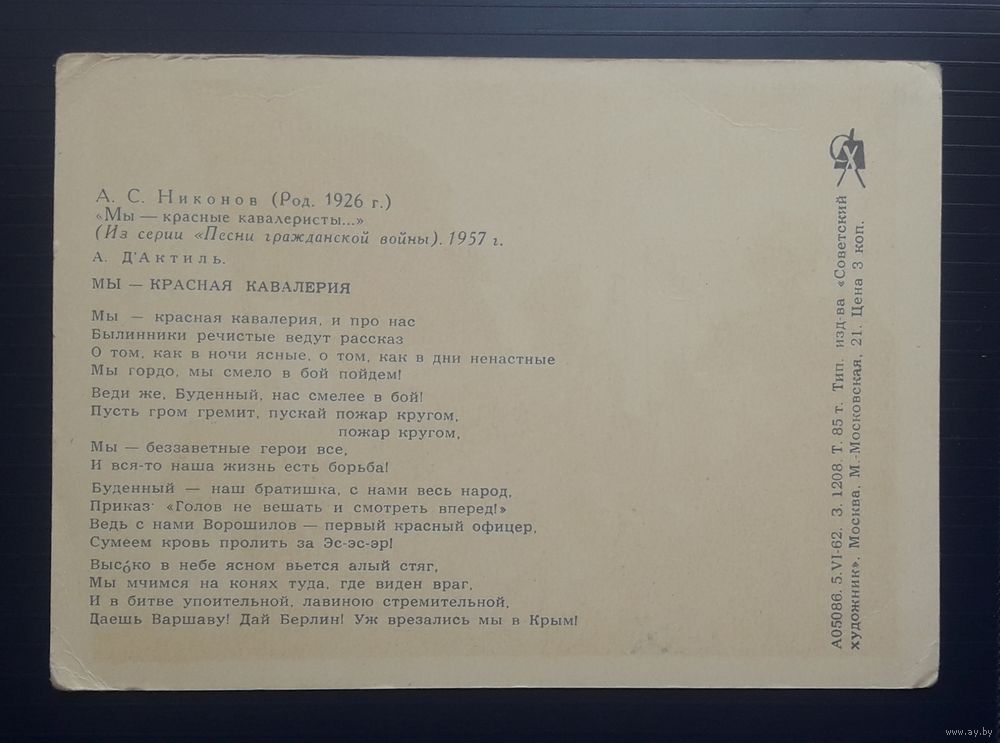 А. С. Никонов (Род. 1926 г.)
«Мы — красные кавалеристы...»
(Из серии «Песни гражданской войны). 1957 г.
А. Д'Актиль.
МЫ — КРАСНАЯ КАВАЛЕРИЯ
Мы — красная кавалерия, и про нас
Былинники речистые ведут рассказ
О том, как в ночи ясные, о том, как в дни ненастные
Мы гордо, мы смело в бой пойдем!
Веди же, Буденный, нас смелее в бой!
Пусть гром гремит, пускай пожар кругом,
пожар кругом,
Мы — беззаветные герои все,
И вся-то наша жизнь есть борьба!
Буденный — наш братишка, с нами весь народ,
Приказ: «Голов не вешать и смотреть вперед!»
Ведь с нами Ворошилов — первый красный офицер,
Сумеем кровь пролить за Эс-эс-эр!
Высо́ко в небе ясном вьется алый стяг,
Мы мчимся на конях туда, где виден враг,
И в битве упоительной, лавиною стремительной,
Даешь Варшаву! Дай Берлин! Уж врезались мы в Крым!
А05086. 5.VI-62. З. 1208. Т. 85 т. Тип. изд-ва «Советский
художник», Москва, М.-Московская, 21. Цена 3 коп.
www.ay.by